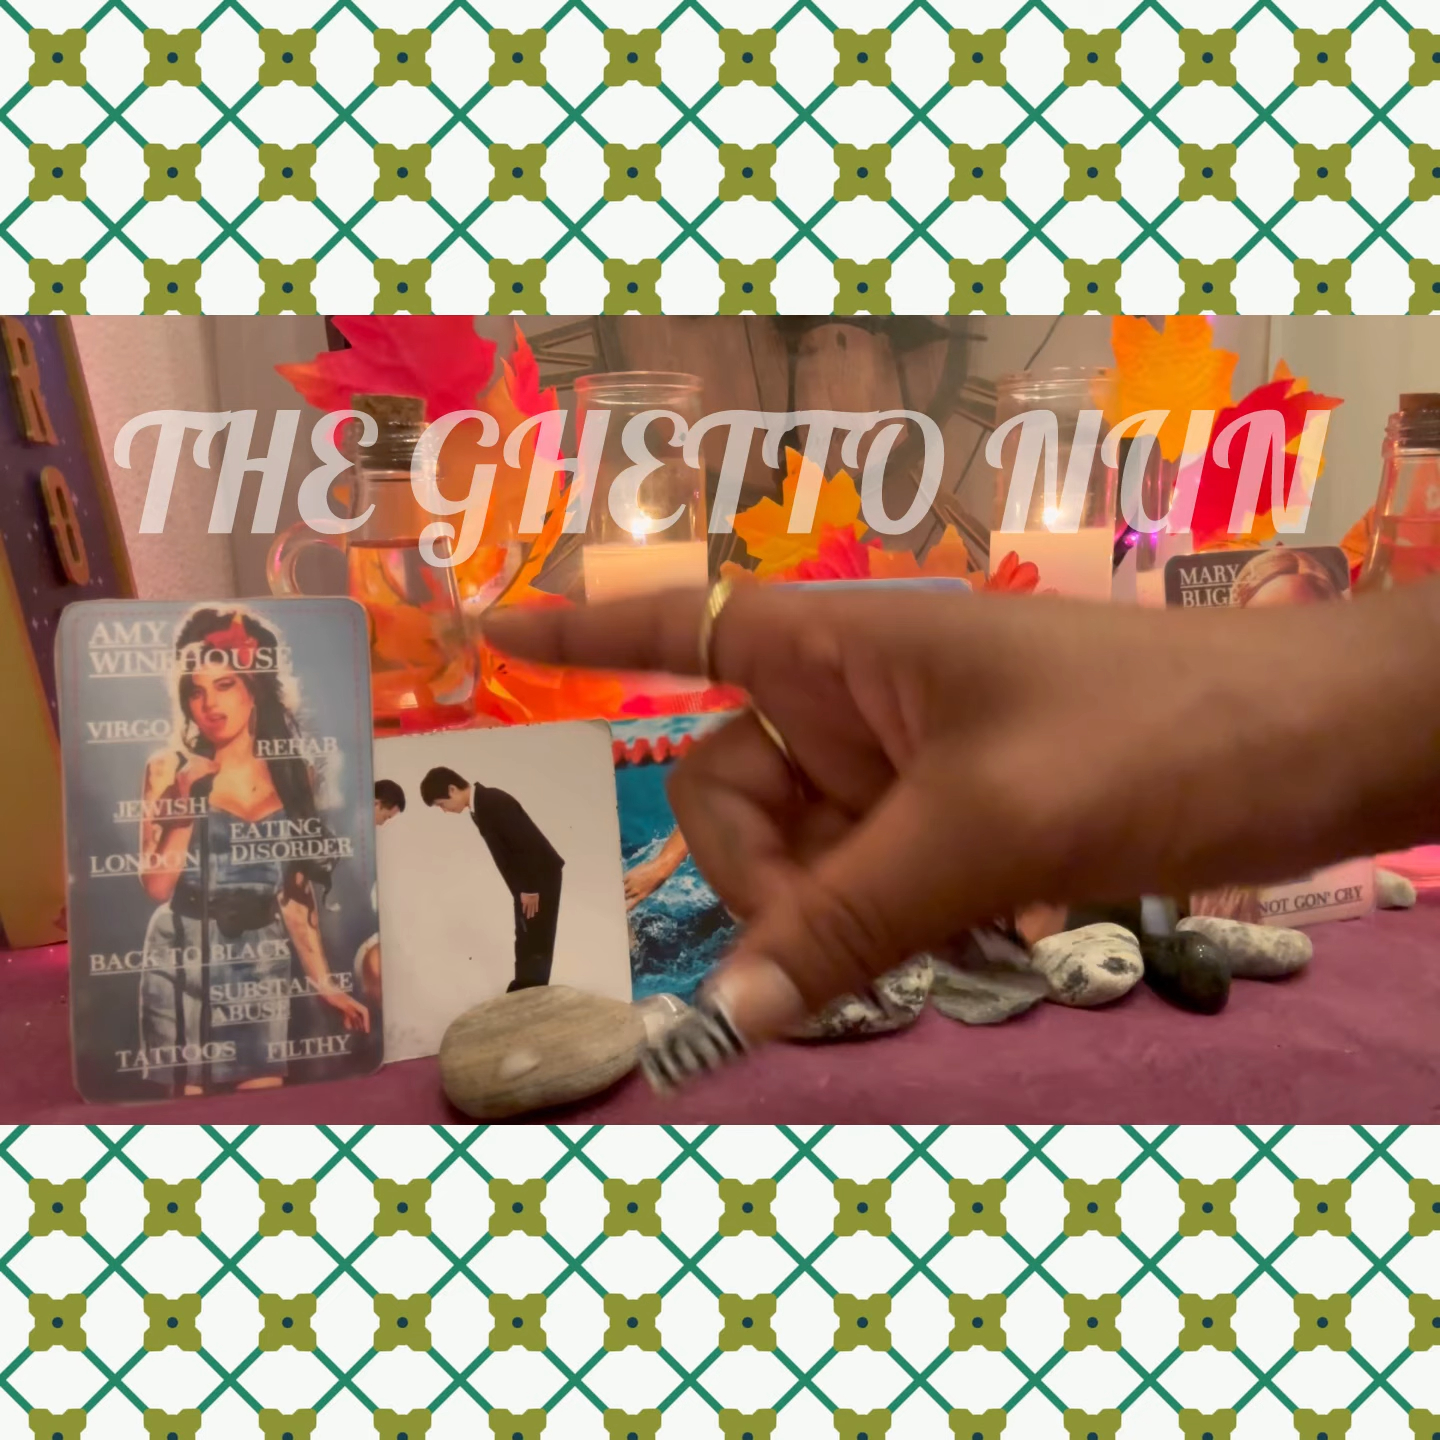 THE GHETTO NUN
R
O
AMY
WINEHOUSE
VIRGO
REHAB
JEWISH
EATING
DISORDER
LONDON
BACK TO BLACK
SUBSTANCE
ABUSE
TATTOOS
FILTHY
MARY J
BLIGE
NOT GON' CRY